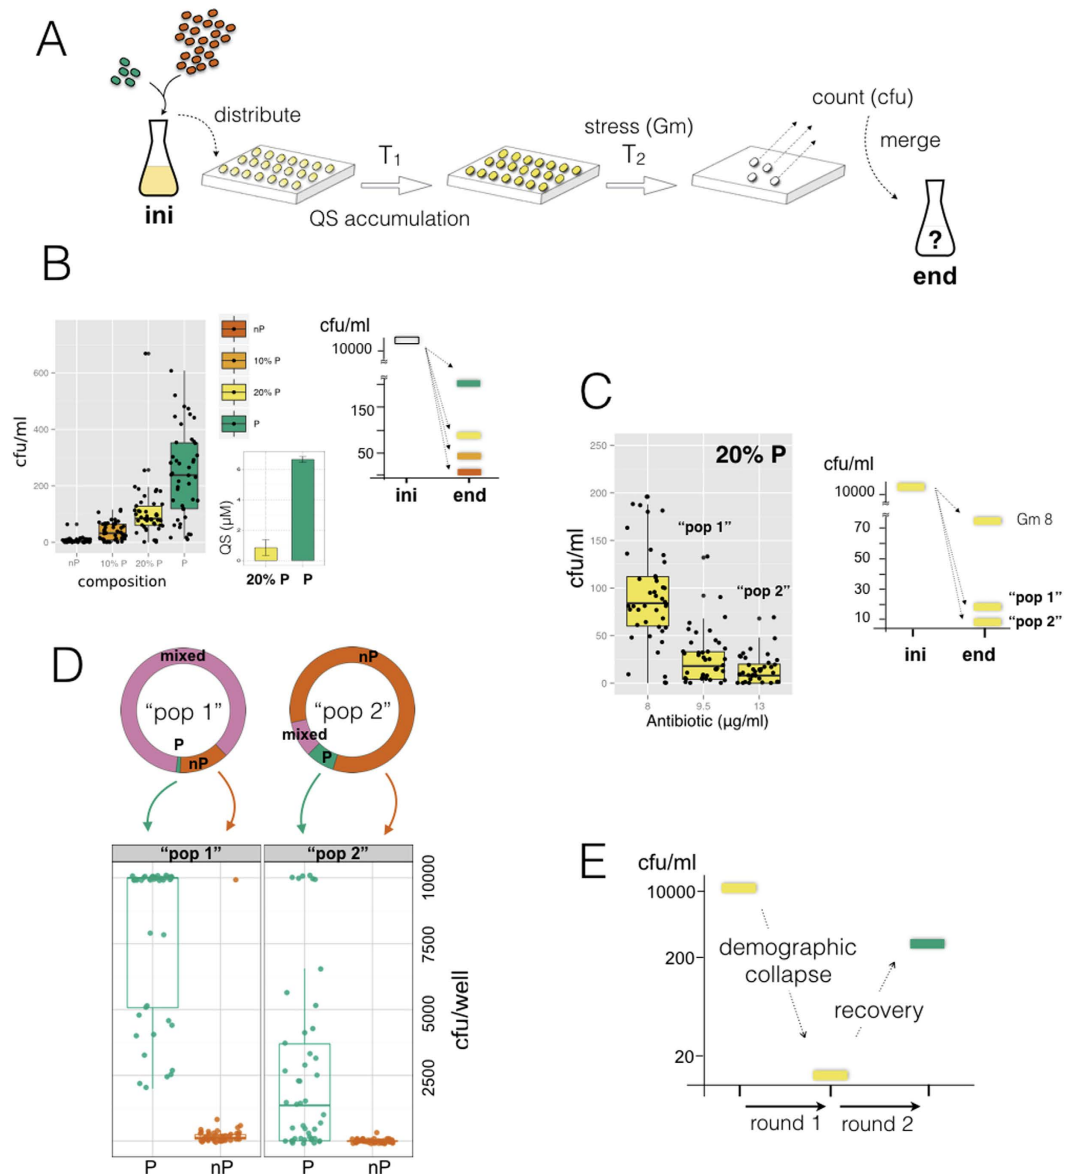 A
distribute
ini
T1
QS accumulation
stress (Gm)
T2
count (cfu)
merge
?
end
B
cfu/ml
600
400
200
0
nP
10% P
20% P
P
composition
nP
10% P
20% P
P
QS (µM)
6
4
2
0
20% P
P
cfu/ml
10000
150
50
ini
end
C
20% P
cfu/ml
250
200
150
100
50
0
"pop 1"
"pop 2"
8
9.5
13
Antibiotic (µg/ml)
cfu/ml
10000
70
50
30
10
Gm 8
"pop 1"
"pop 2"
ini
end
D
mixed
"pop 1"
P
nP
nP
"pop 2"
mixed
P
"pop 1"
"pop 2"
10000
7500
5000
2500
cfu/well
P
nP
P
nP
E
cfu/ml
10000
200
20
demographic
collapse
recovery
round 1
round 2